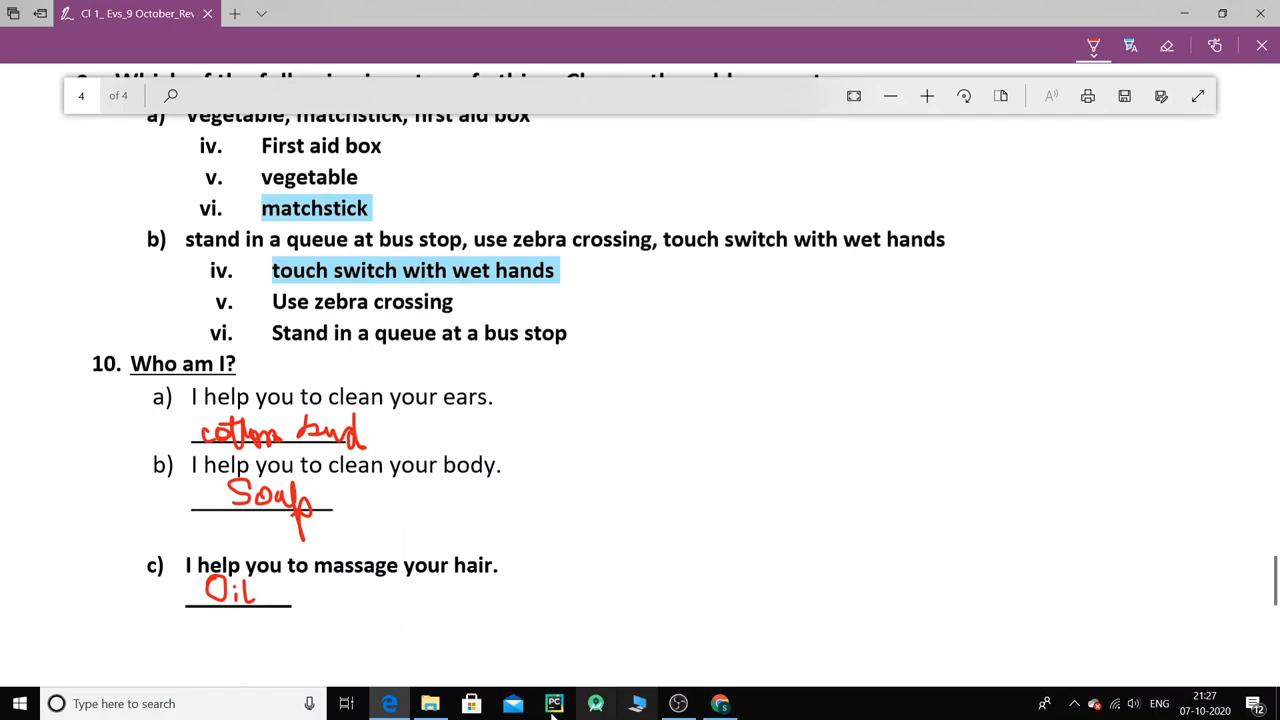 Cl 1_ Evs_9 October_Rev
4 of 4
a) Vegetable, matchstick, first aid box
iv. First aid box
v. vegetable
vi. matchstick
b) stand in a queue at bus stop, use zebra crossing, touch switch with wet hands
iv. touch switch with wet hands
v. Use zebra crossing
vi. Stand in a queue at a bus stop
10. Who am I?
a) I help you to clean your ears.
cotton bud
b) I help you to clean your body.
Soap
c) I help you to massage your hair.
Oil
Type here to search
ENG
21:27
07-10-2020
12